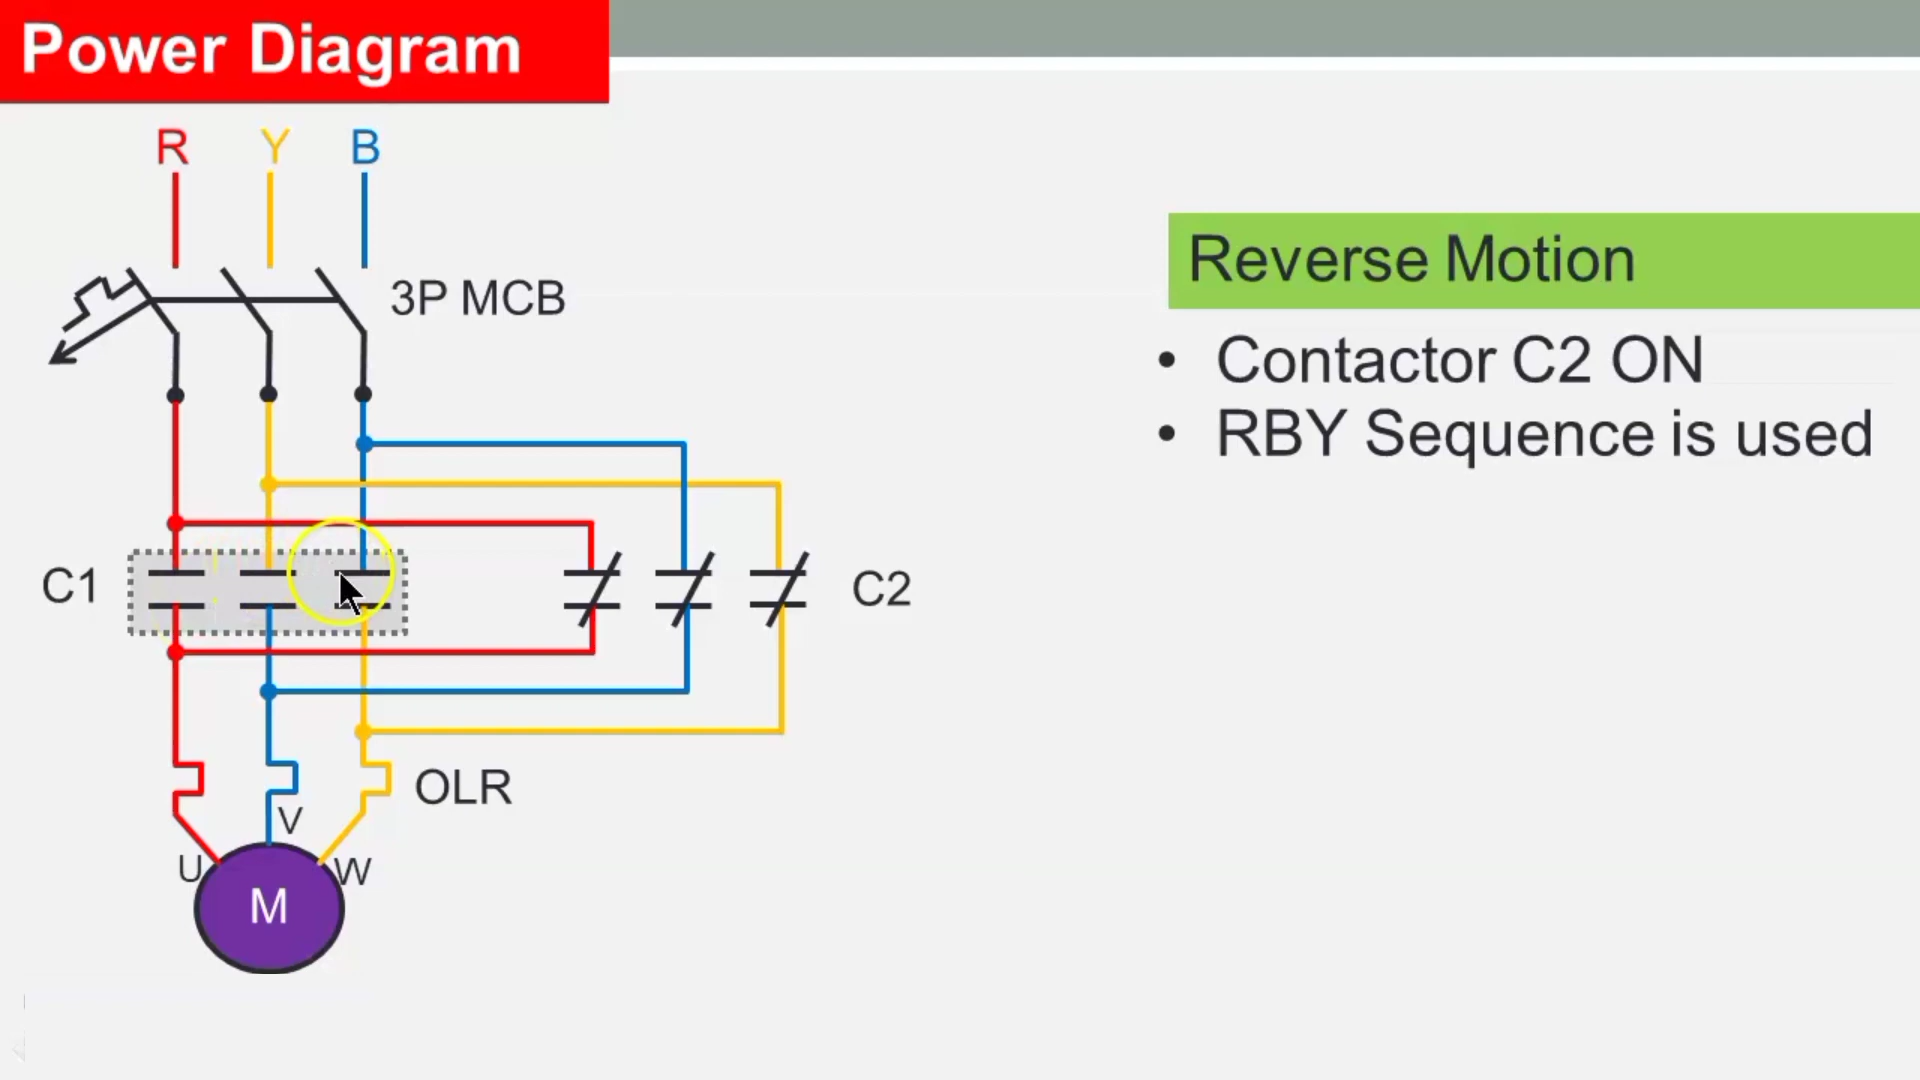 Power Diagram
R Y B
3P MCB
Reverse Motion
• Contactor C2 ON
• RBY Sequence is used
C1
C2
OLR
V
U
W
M